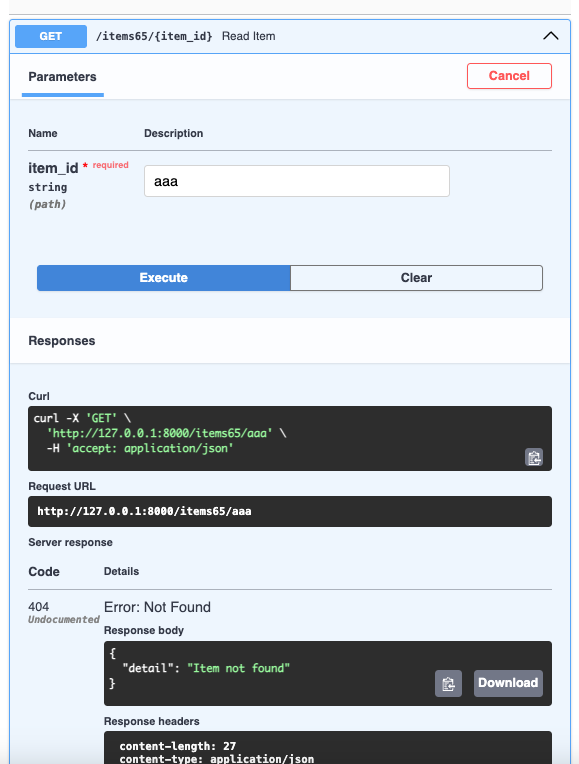 GET /items65/{item_id} Read Item
Parameters
Cancel
Name Description
item_id * required
string
(path)
aaa
Execute Clear
Responses
Curl
curl -X 'GET' \
'http://127.0.0.1:8000/items65/aaa' \
-H 'accept: application/json'
Request URL
http://127.0.0.1:8000/items65/aaa
Server response
Code Details
404
Undocumented
Error: Not Found
Response body
{
"detail": "Item not found"
}
Download
Response headers
content-length: 27
content-type: application/json